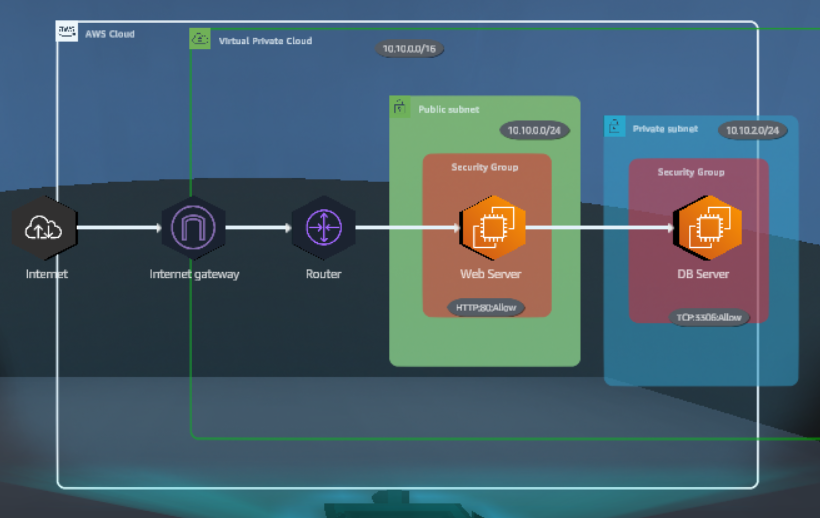 aws
AWS Cloud
Virtual Private Cloud
10.10.0.0/16
Public subnet
10.10.0.0/24
Private subnet
10.10.2.0/24
Security Group
Security Group
Internet
Internet gateway
Router
Web Server
DB Server
HTTP:80:Allow
TCP:3306:Allow